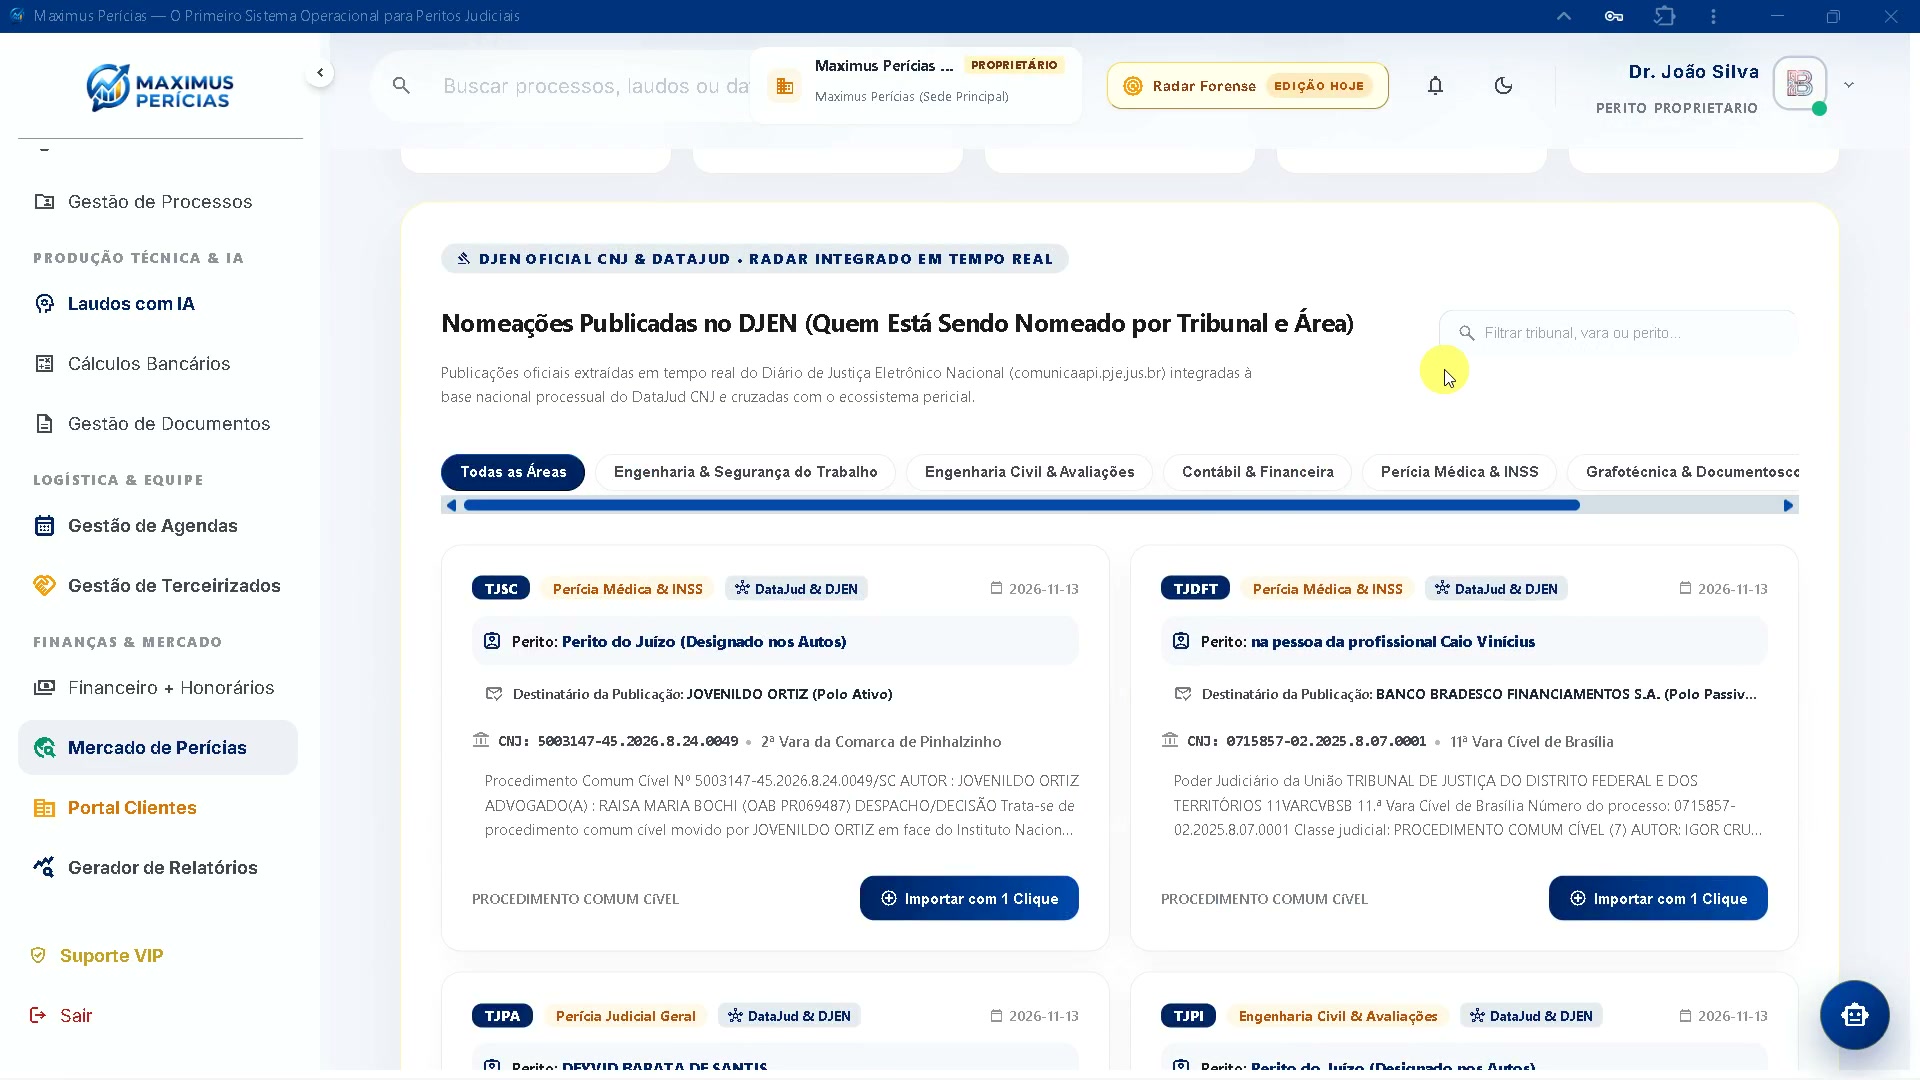 Maximus Perícias — O Primeiro Sistema Operacional para Peritos Judiciais
MAXIMUS
PERÍCIAS
Buscar processos, laudos ou da
Maximus Perícias ...
PROPRIETÁRIO
Maximus Perícias (Sede Principal)
Radar Forense
EDIÇÃO HOJE
Dr. João Silva
PERITO PROPRIETARIO
Gestão de Processos
PRODUÇÃO TÉCNICA & IA
Laudos com IA
Cálculos Bancários
Gestão de Documentos
LOGÍSTICA & EQUIPE
Gestão de Agendas
Gestão de Terceirizados
FINANÇAS & MERCADO
Financeiro + Honorários
Mercado de Perícias
Portal Clientes
Gerador de Relatórios
Suporte VIP
Sair
DJEN OFICIAL CNJ & DATAJUD • RADAR INTEGRADO EM TEMPO REAL
Nomeações Publicadas no DJEN (Quem Está Sendo Nomeado por Tribunal e Área)
Filtrar tribunal, vara ou perito...
Publicações oficiais extraídas em tempo real do Diário de Justiça Eletrônico Nacional (comunicaapi.pje.jus.br) integradas à
base nacional processual do DataJud CNJ e cruzadas com o ecossistema pericial.
Todas as Áreas
Engenharia & Segurança do Trabalho
Engenharia Civil & Avaliações
Contábil & Financeira
Perícia Médica & INSS
Grafotécnica & Documentosco
TJSC
Perícia Médica & INSS
DataJud & DJEN
2026-11-13
Perito: Perito do Juízo (Designado nos Autos)
Destinatário da Publicação: JOVENILDO ORTIZ (Polo Ativo)
CNJ: 5003147-45.2026.8.24.0049 • 2ª Vara da Comarca de Pinhalzinho
Procedimento Comum Cível Nº 5003147-45.2026.8.24.0049/SC AUTOR : JOVENILDO ORTIZ
ADVOGADO(A) : RAISA MARIA BOCHI (OAB PR069487) DESPACHO/DECISÃO Trata-se de
procedimento comum cível movido por JOVENILDO ORTIZ em face do Instituto Nacion...
PROCEDIMENTO COMUM CíVEL
Importar com 1 Clique
TJDFT
Perícia Médica & INSS
DataJud & DJEN
2026-11-13
Perito: na pessoa da profissional Caio Vinícius
Destinatário da Publicação: BANCO BRADESCO FINANCIAMENTOS S.A. (Polo Passiv...
CNJ: 0715857-02.2025.8.07.0001 • 11ª Vara Cível de Brasília
Poder Judiciário da União TRIBUNAL DE JUSTIÇA DO DISTRITO FEDERAL E DOS
TERRITÓRIOS 11VARCVBSB 11.ª Vara Cível de Brasília Número do processo: 0715857-
02.2025.8.07.0001 Classe judicial: PROCEDIMENTO COMUM CÍVEL (7) AUTOR: IGOR CRU...
PROCEDIMENTO COMUM CíVEL
Importar com 1 Clique
TJPA
Perícia Judicial Geral
DataJud & DJEN
2026-11-13
Perito: DEYVID BARATA DE SANTIS
TJPI
Engenharia Civil & Avaliações
DataJud & DJEN
2026-11-13
Perito: Perito do Juízo (Designado nos Autos)